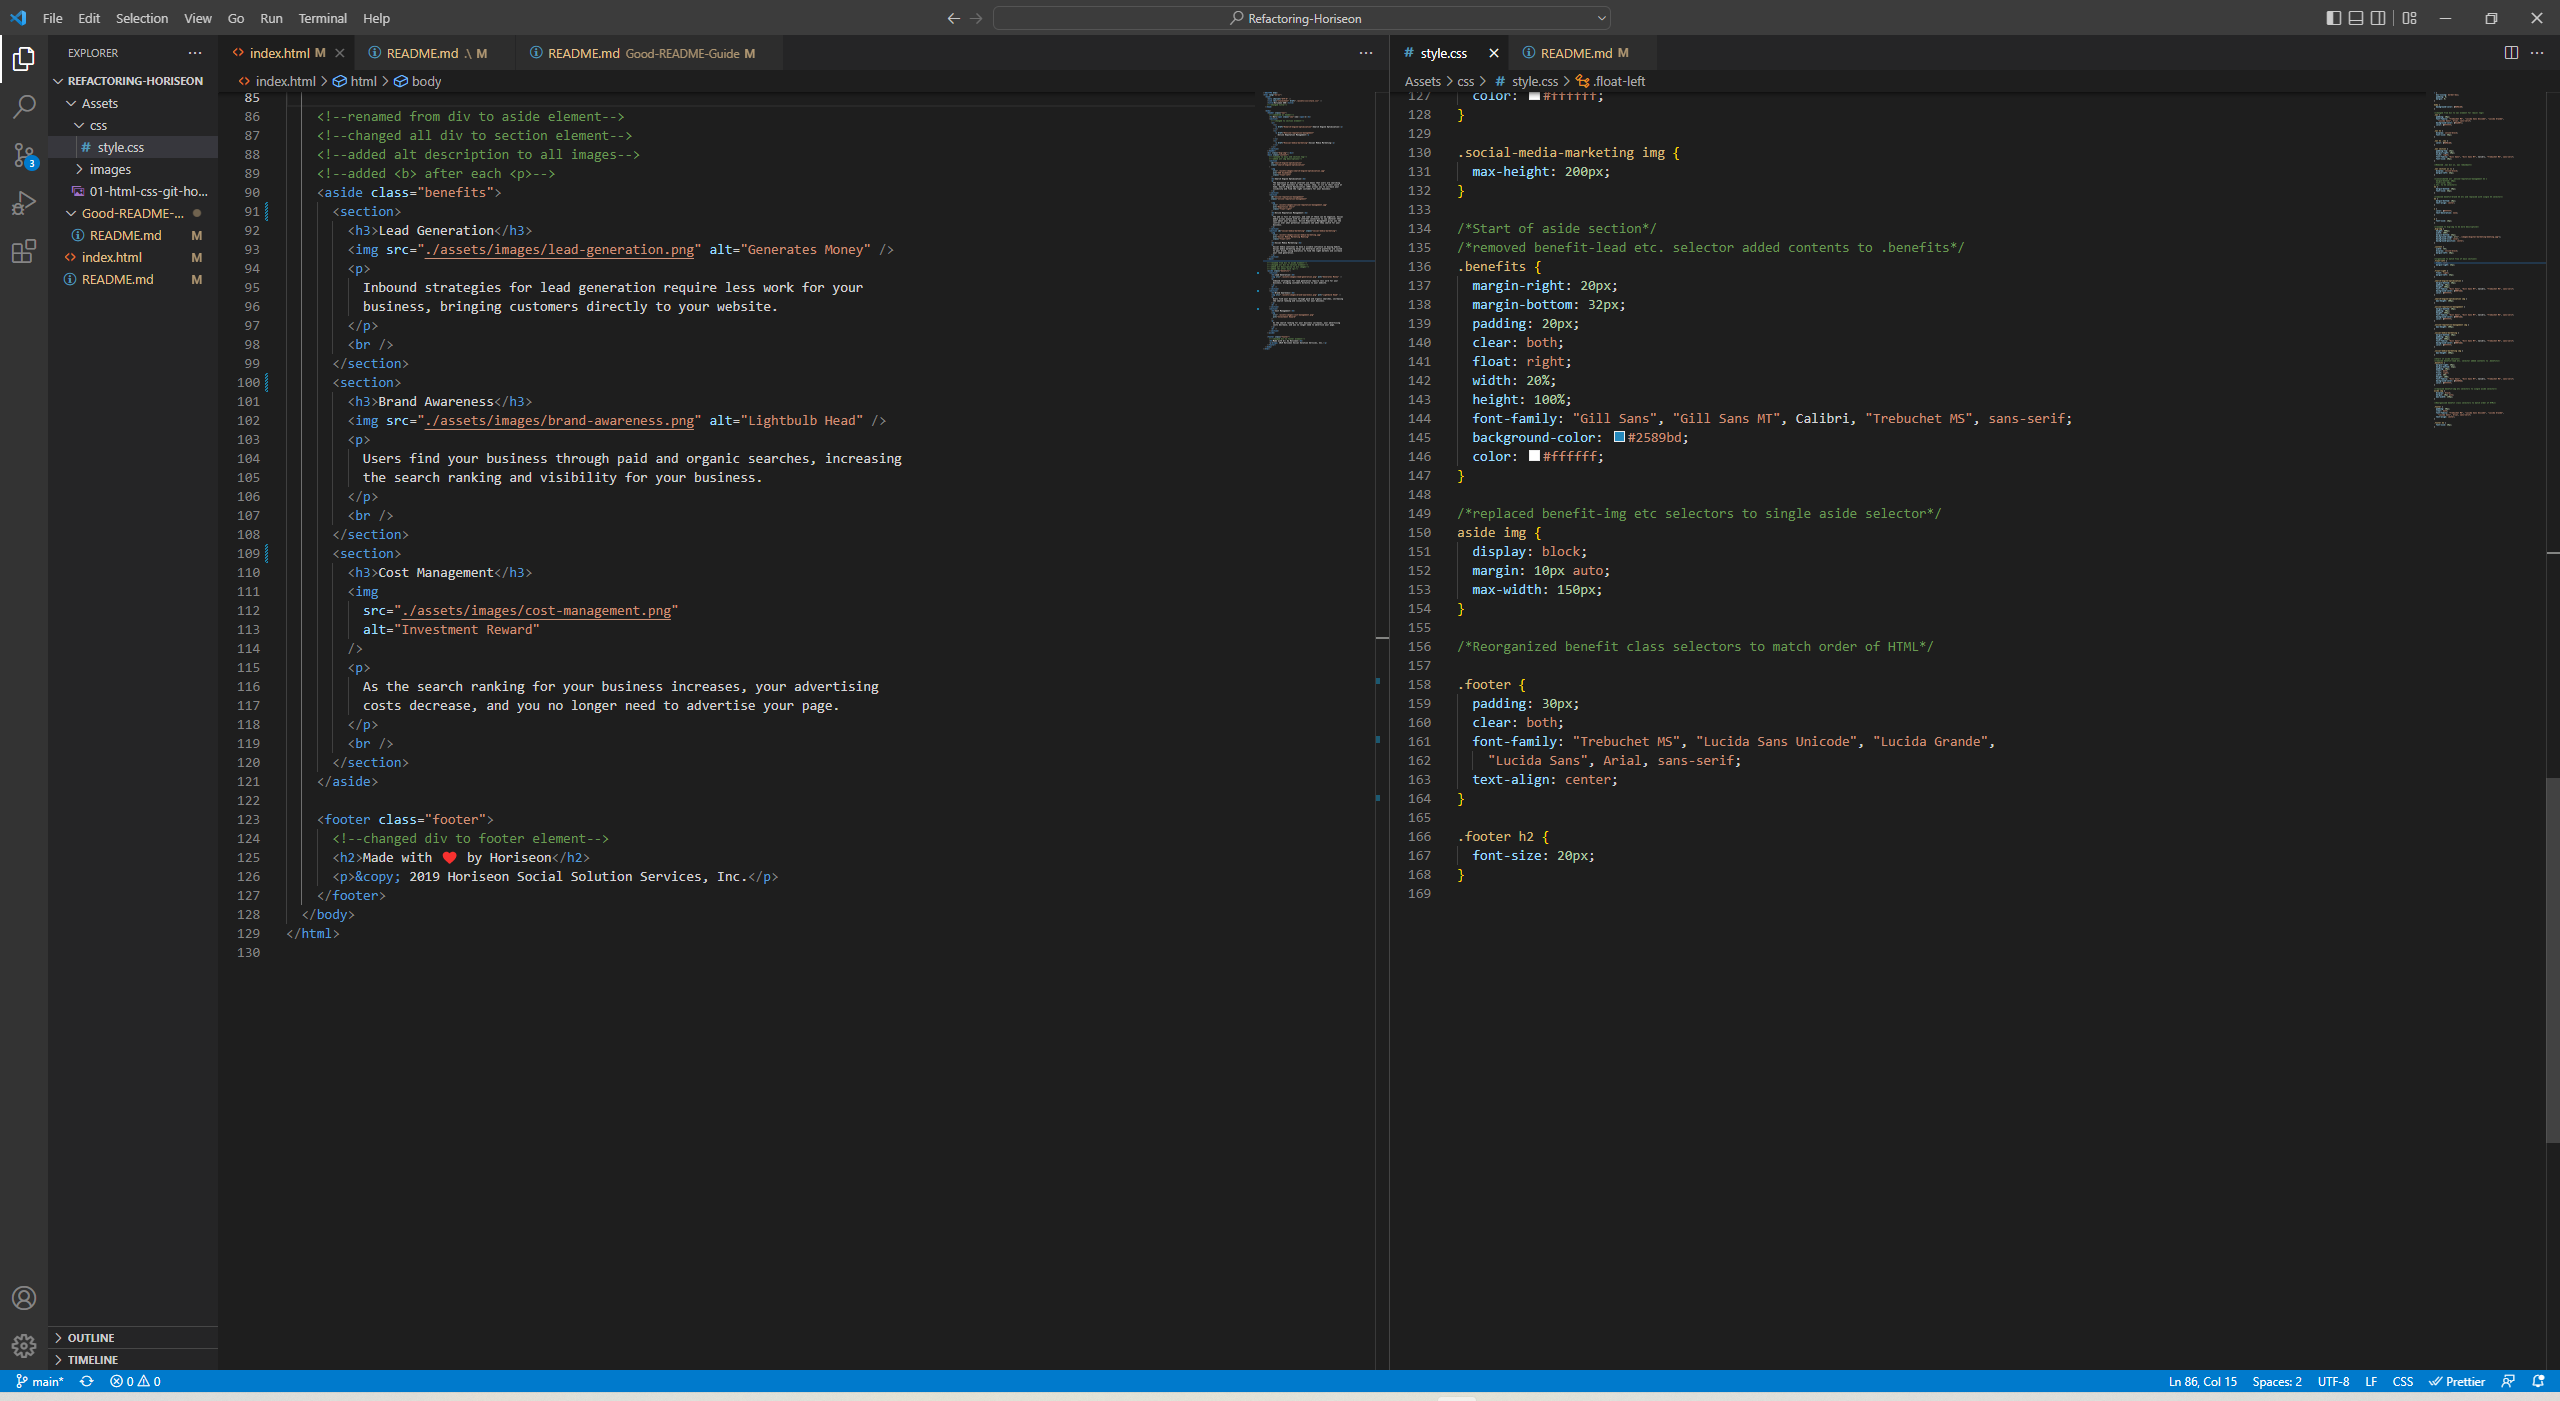 File Edit Selection View Go Run Terminal Help
Refactoring-Horiseon
EXPLORER
REFACTORING-HORISEON
Assets
css
# style.css
images
01-html-css-git-ho...
Good-README-...
README.md M
index.html M
README.md M
OUTLINE
TIMELINE
3
index.html M
README.md .\ M
README.md Good-README-Guide M
index.html > html > body
85
86 <!--renamed from div to aside element-->
87 <!--changed all div to section element-->
88 <!--added alt description to all images-->
89 <!--added <b> after each <p>-->
90 <aside class="benefits">
91 <section>
92 <h3>Lead Generation</h3>
93 <img src="./assets/images/lead-generation.png" alt="Generates Money" />
94 <p>
95 Inbound strategies for lead generation require less work for your
96 business, bringing customers directly to your website.
97 </p>
98 <br />
99 </section>
100 <section>
101 <h3>Brand Awareness</h3>
102 <img src="./assets/images/brand-awareness.png" alt="Lightbulb Head" />
103 <p>
104 Users find your business through paid and organic searches, increasing
105 the search ranking and visibility for your business.
106 </p>
107 <br />
108 </section>
109 <section>
110 <h3>Cost Management</h3>
111 <img
112 src="./assets/images/cost-management.png"
113 alt="Investment Reward"
114 />
115 <p>
116 As the search ranking for your business increases, your advertising
117 costs decrease, and you no longer need to advertise your page.
118 </p>
119 <br />
120 </section>
121 </aside>
122
123 <footer class="footer">
124 <!--changed div to footer element-->
125 <h2>Made with ❤️ by Horiseon</h2>
126 <p>&copy; 2019 Horiseon Social Solution Services, Inc.</p>
127 </footer>
128 </body>
129 </html>
130
# style.css
README.md M
Assets > css > # style.css > .float-left
127 color: #ffffff;
128 }
129
130 .social-media-marketing img {
131 max-height: 200px;
132 }
133
134 /*Start of aside section*/
135 /*removed benefit-lead etc. selector added contents to .benefits*/
136 .benefits {
137 margin-right: 20px;
138 margin-bottom: 32px;
139 padding: 20px;
140 clear: both;
141 float: right;
142 width: 20%;
143 height: 100%;
144 font-family: "Gill Sans", "Gill Sans MT", Calibri, "Trebuchet MS", sans-serif;
145 background-color: #2589bd;
146 color: #ffffff;
147 }
148
149 /*replaced benefit-img etc selectors to single aside selector*/
150 aside img {
151 display: block;
152 margin: 10px auto;
153 max-width: 150px;
154 }
155
156 /*Reorganized benefit class selectors to match order of HTML*/
157
158 .footer {
159 padding: 30px;
160 clear: both;
161 font-family: "Trebuchet MS", "Lucida Sans Unicode", "Lucida Grande",
162 "Lucida Sans", Arial, sans-serif;
163 text-align: center;
164 }
165
166 .footer h2 {
167 font-size: 20px;
168 }
169
main* 0 0
Ln 86, Col 15 Spaces: 2 UTF-8 LF CSS Prettier